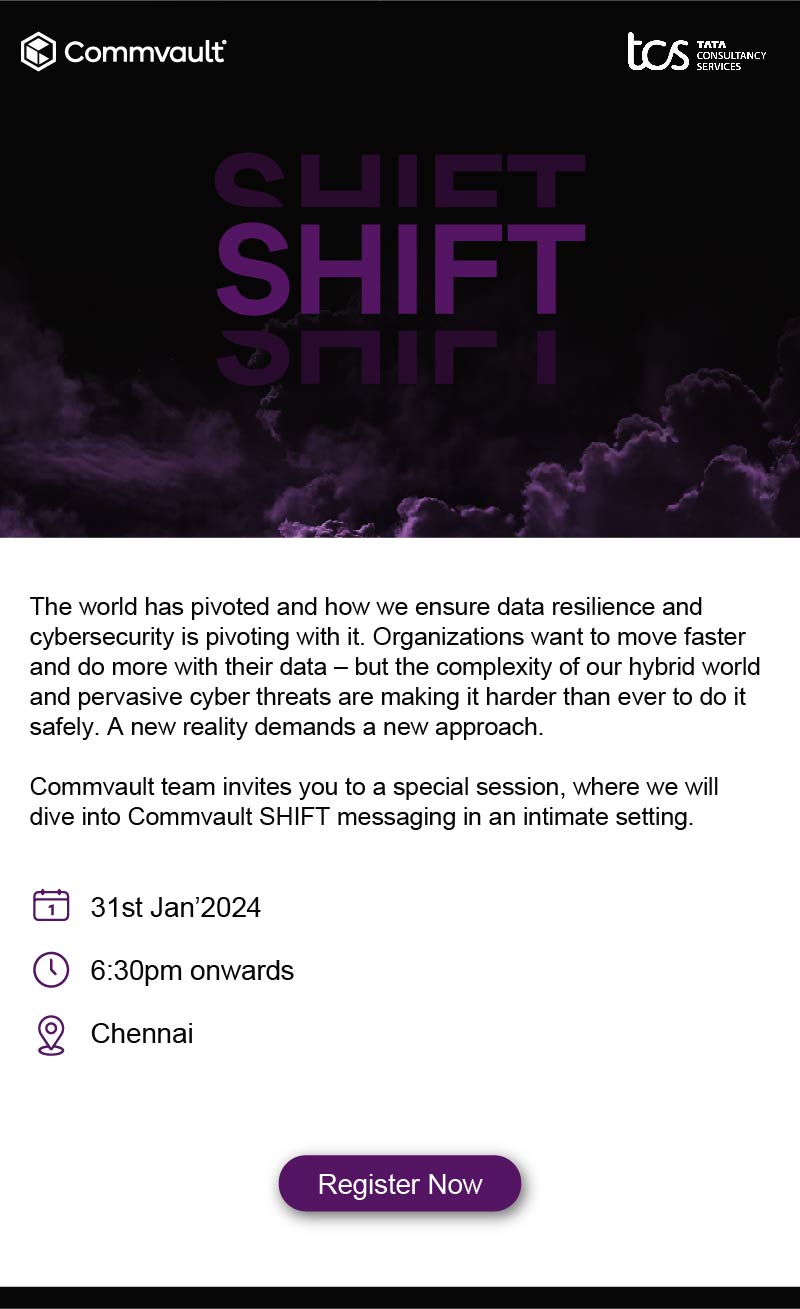 Commvault
tcs TATA
CONSULTANCY
SERVICES
SHIFT
SHIFT
SHIFT
The world has pivoted and how we ensure data resilience and
cybersecurity is pivoting with it. Organizations want to move faster
and do more with their data – but the complexity of our hybrid world
and pervasive cyber threats are making it harder than ever to do it
safely. A new reality demands a new approach.
Commvault team invites you to a special session, where we will
dive into Commvault SHIFT messaging in an intimate setting.
1 31st Jan’2024
6:30pm onwards
Chennai
Register Now